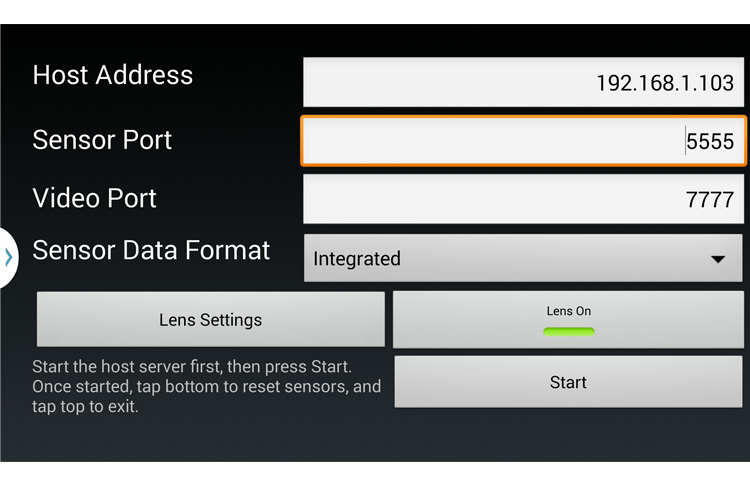 Host Address
192.168.1.103
Sensor Port
5555
Video Port
7777
Sensor Data Format
Integrated
Lens Settings
Lens On
Start the host server first, then press Start.
Once started, tap bottom to reset sensors, and
tap top to exit.
Start